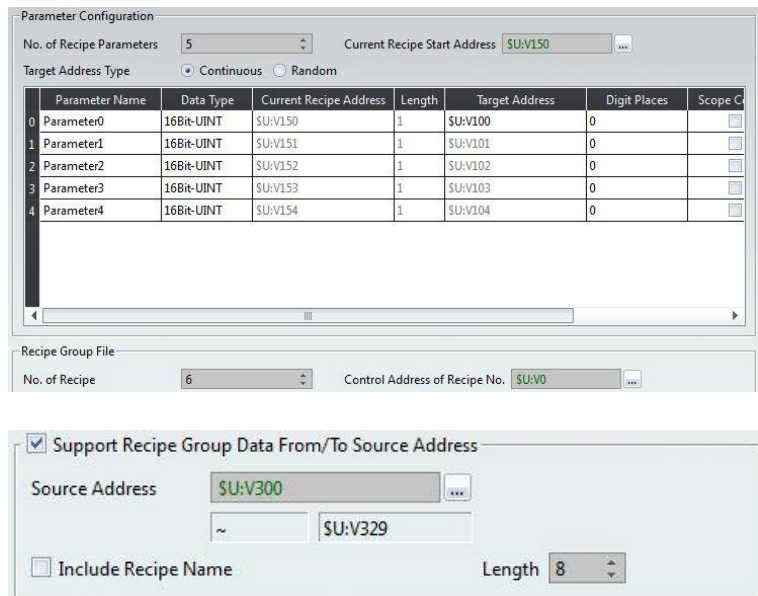 Parameter Configuration
No. of Recipe Parameters 5 Current Recipe Start Address $U:V150 ...
Target Address Type Continuous Random
Parameter Name Data Type Current Recipe Address Length Target Address Digit Places Scope C
0 Parameter0 16Bit-UINT $U:V150 1 $U:V100 0
1 Parameter1 16Bit-UINT $U:V151 1 $U:V101 0
2 Parameter2 16Bit-UINT $U:V152 1 $U:V102 0
3 Parameter3 16Bit-UINT $U:V153 1 $U:V103 0
4 Parameter4 16Bit-UINT $U:V154 1 $U:V104 0
Recipe Group File
No. of Recipe 6 Control Address of Recipe No. $U:V0 ...
Support Recipe Group Data From/To Source Address
Source Address $U:V300 ...
~ $U:V329
Include Recipe Name Length 8